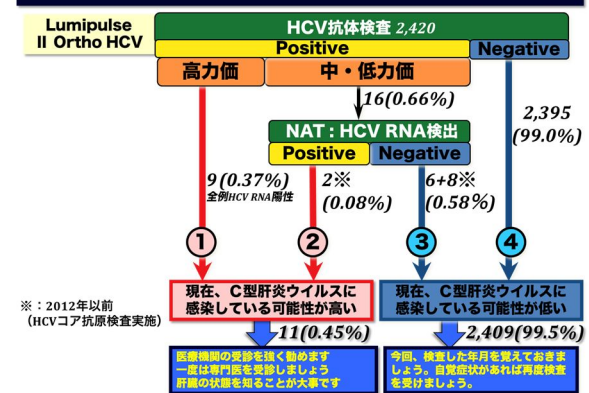 Lumipulse
II Ortho HCV
HCV抗体検査 2,420
Positive
Negative
高力価
中・低力価
16(0.66%)
2,395
(99.0%)
NAT : HCV RNA検出
Positive
Negative
9(0.37%)
全例HCV RNA陽性
2※
(0.08%)
6+8※
(0.58%)
1
2
3
4
現在、C型肝炎ウイルスに
感染している可能性が高い
現在、C型肝炎ウイルスに
感染している可能性が低い
※：2012年以前
（HCVコア抗原検査実施）
11(0.45%)
2,409(99.5%)
医療機関の受診を強く勧めます
一度は専門医を受診しましょう
肝臓の状態を知ることが大事です
今回、検査した年月を覚えておきま
しょう。自覚症状があれば再度検査
を受けましょう。